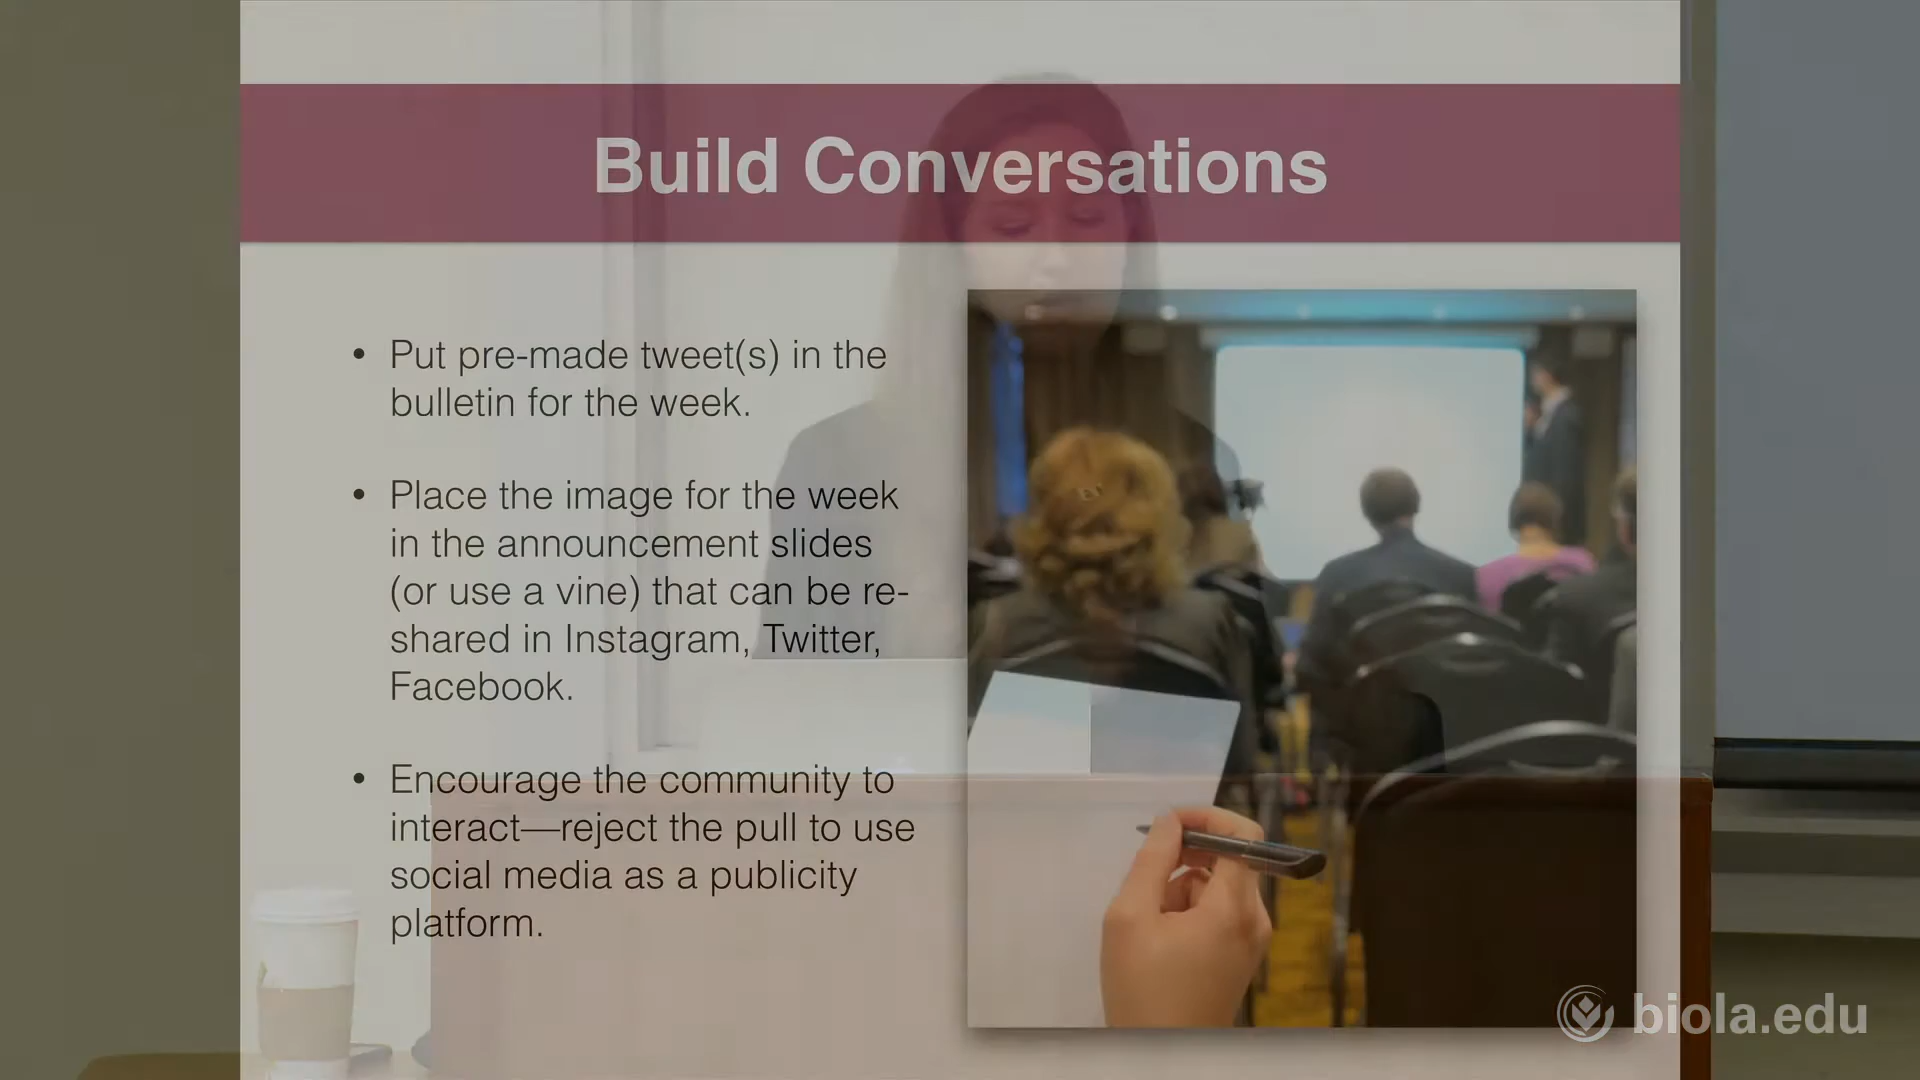 Build Conversations
• Put pre-made tweet(s) in the
bulletin for the week.
• Place the image for the week
in the announcement slides
(or use a vine) that can be re-
shared in Instagram, Twitter,
Facebook.
• Encourage the community to
interact—reject the pull to use
social media as a publicity
platform.
biola.edu